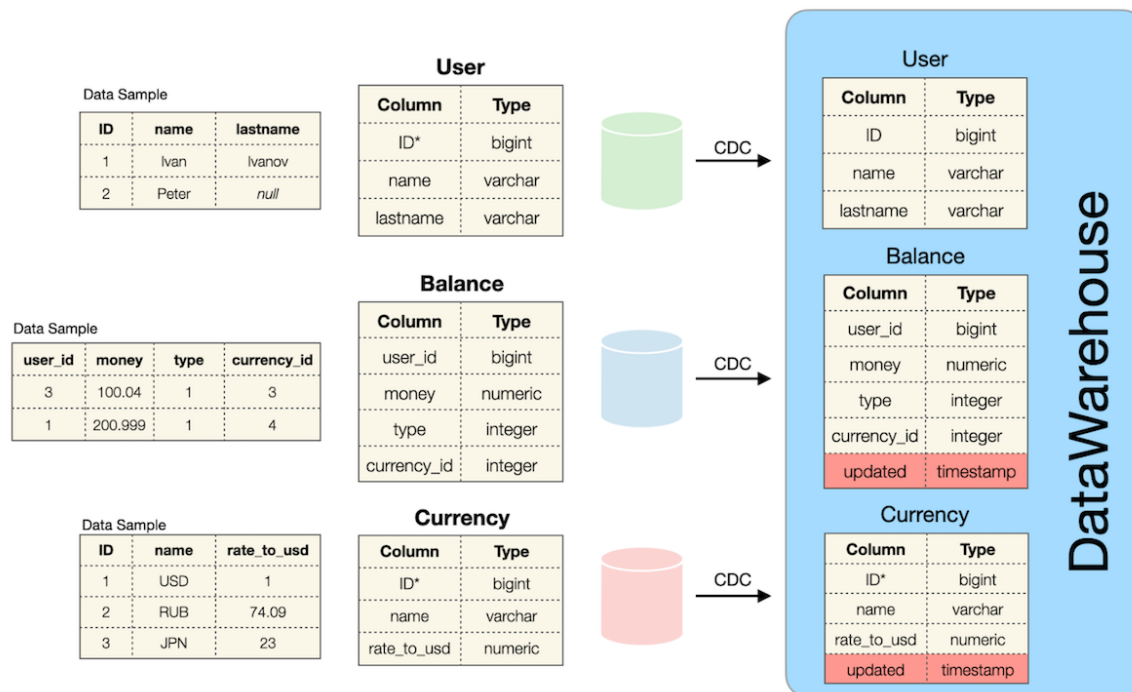 User
Data Sample
ID name lastname
1 Ivan Ivanov
2 Peter null
Column Type
ID* bigint
name varchar
lastname varchar
CDC
User
Column Type
ID bigint
name varchar
lastname varchar
Balance
Data Sample
user_id money type currency_id
3 100.04 1 3
1 200.999 1 4
Column Type
user_id bigint
money numeric
type integer
currency_id integer
CDC
Balance
Column Type
user_id bigint
money numeric
type integer
currency_id integer
updated timestamp
Currency
Data Sample
ID name rate_to_usd
1 USD 1
2 RUB 74.09
3 JPN 23
Column Type
ID* bigint
name varchar
rate_to_usd numeric
CDC
Currency
Column Type
ID* bigint
name varchar
rate_to_usd numeric
updated timestamp
DataWarehouse